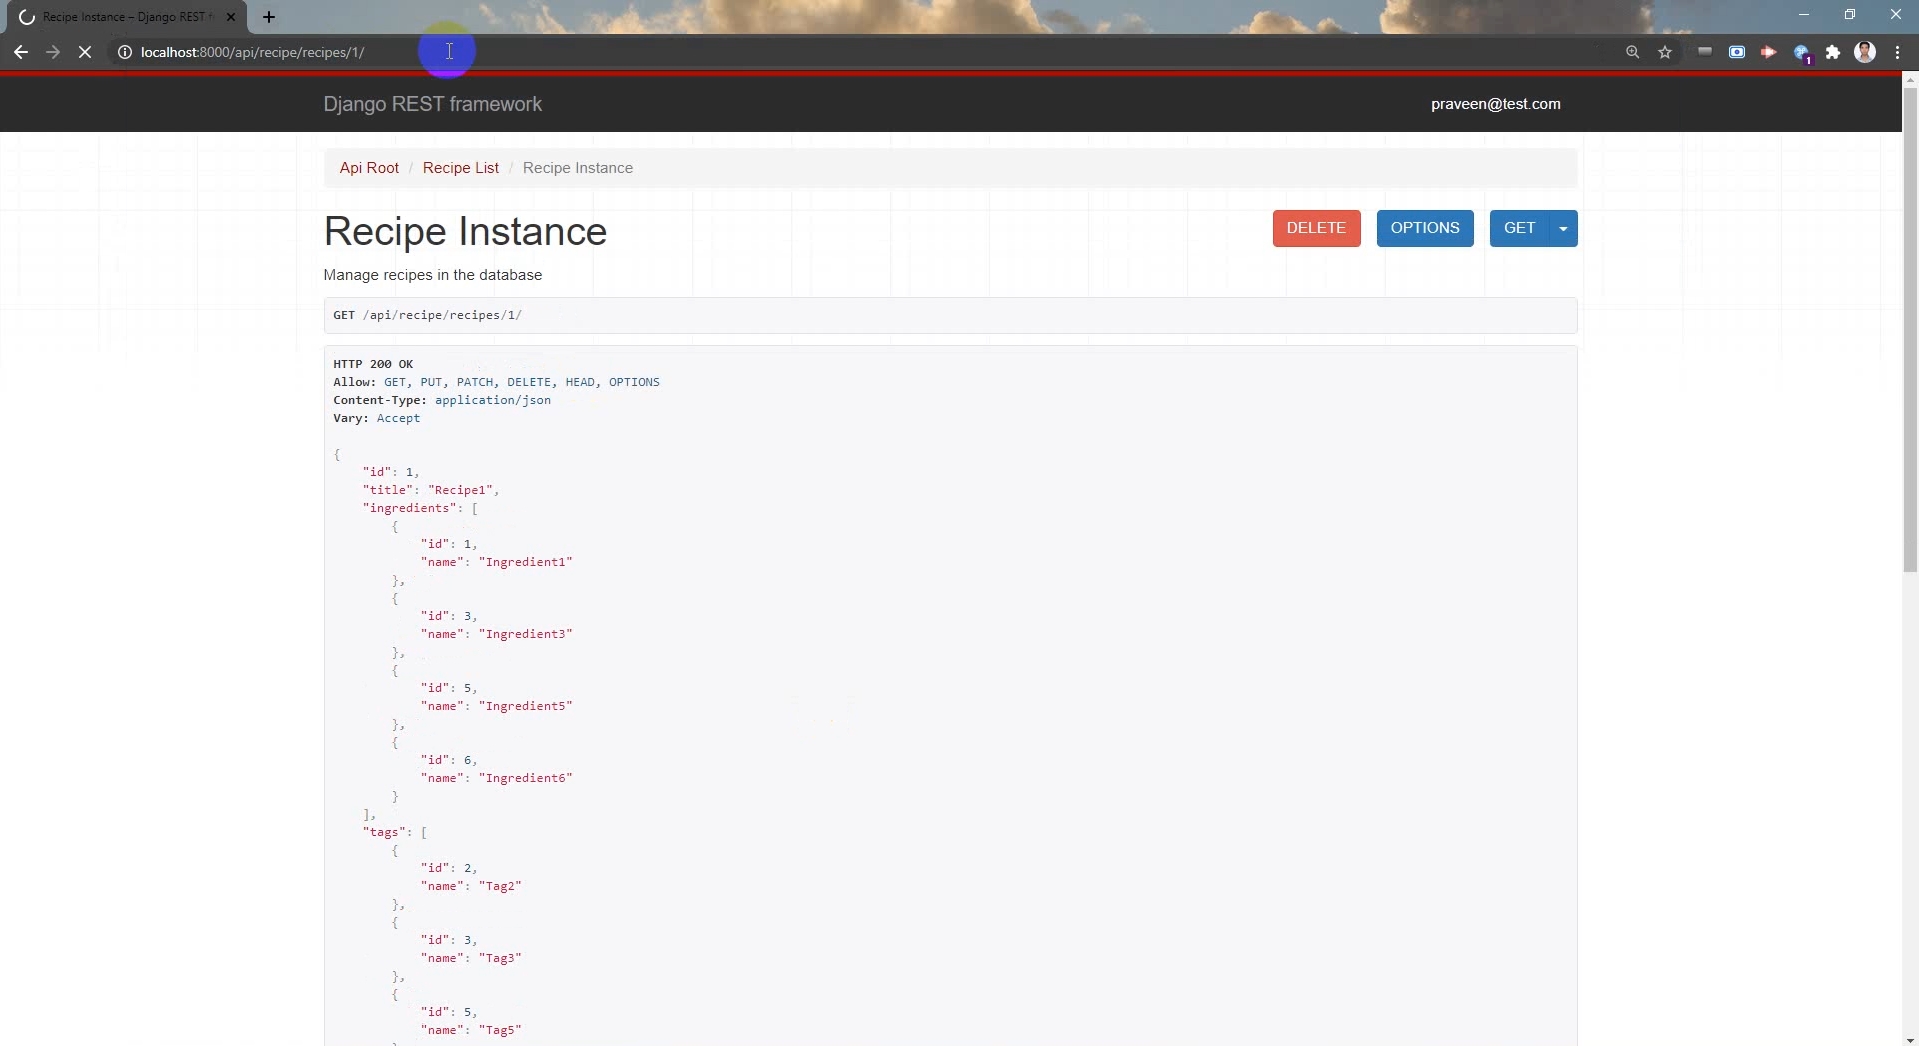 Recipe Instance – Django REST f
localhost:8000/api/recipe/recipes/1/
1
Django REST framework
praveen@test.com
Api Root / Recipe List / Recipe Instance
Recipe Instance
DELETE
OPTIONS
GET
Manage recipes in the database
GET /api/recipe/recipes/1/
HTTP 200 OK
Allow: GET, PUT, PATCH, DELETE, HEAD, OPTIONS
Content-Type: application/json
Vary: Accept
{
"id": 1,
"title": "Recipe1",
"ingredients": [
{
"id": 1,
"name": "Ingredient1"
},
{
"id": 3,
"name": "Ingredient3"
},
{
"id": 5,
"name": "Ingredient5"
},
{
"id": 6,
"name": "Ingredient6"
}
],
"tags": [
{
"id": 2,
"name": "Tag2"
},
{
"id": 3,
"name": "Tag3"
},
{
"id": 5,
"name": "Tag5"